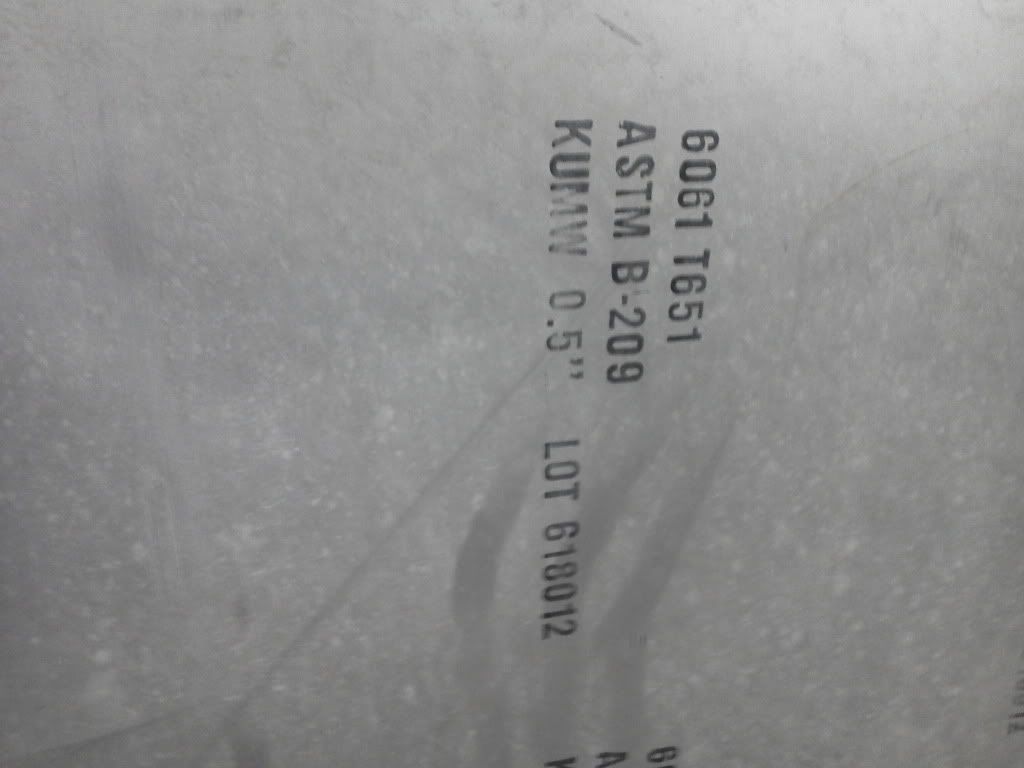 6061 T651
ASTM B-209
KUMW 0.5" LOT 618012